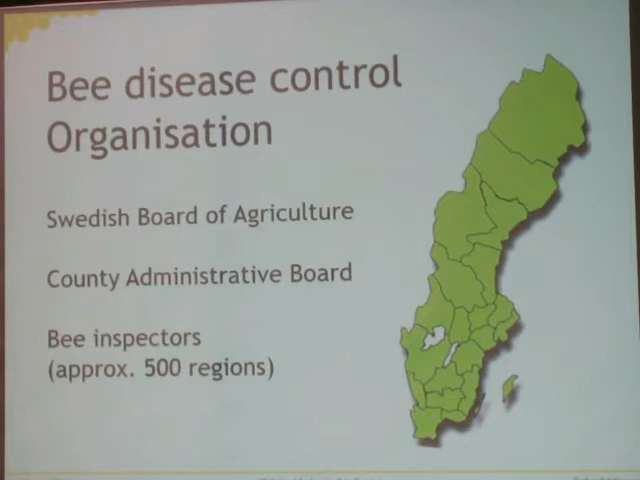 Bee disease control
Organisation
Swedish Board of Agriculture
County Administrative Board
Bee inspectors
(approx. 500 regions)